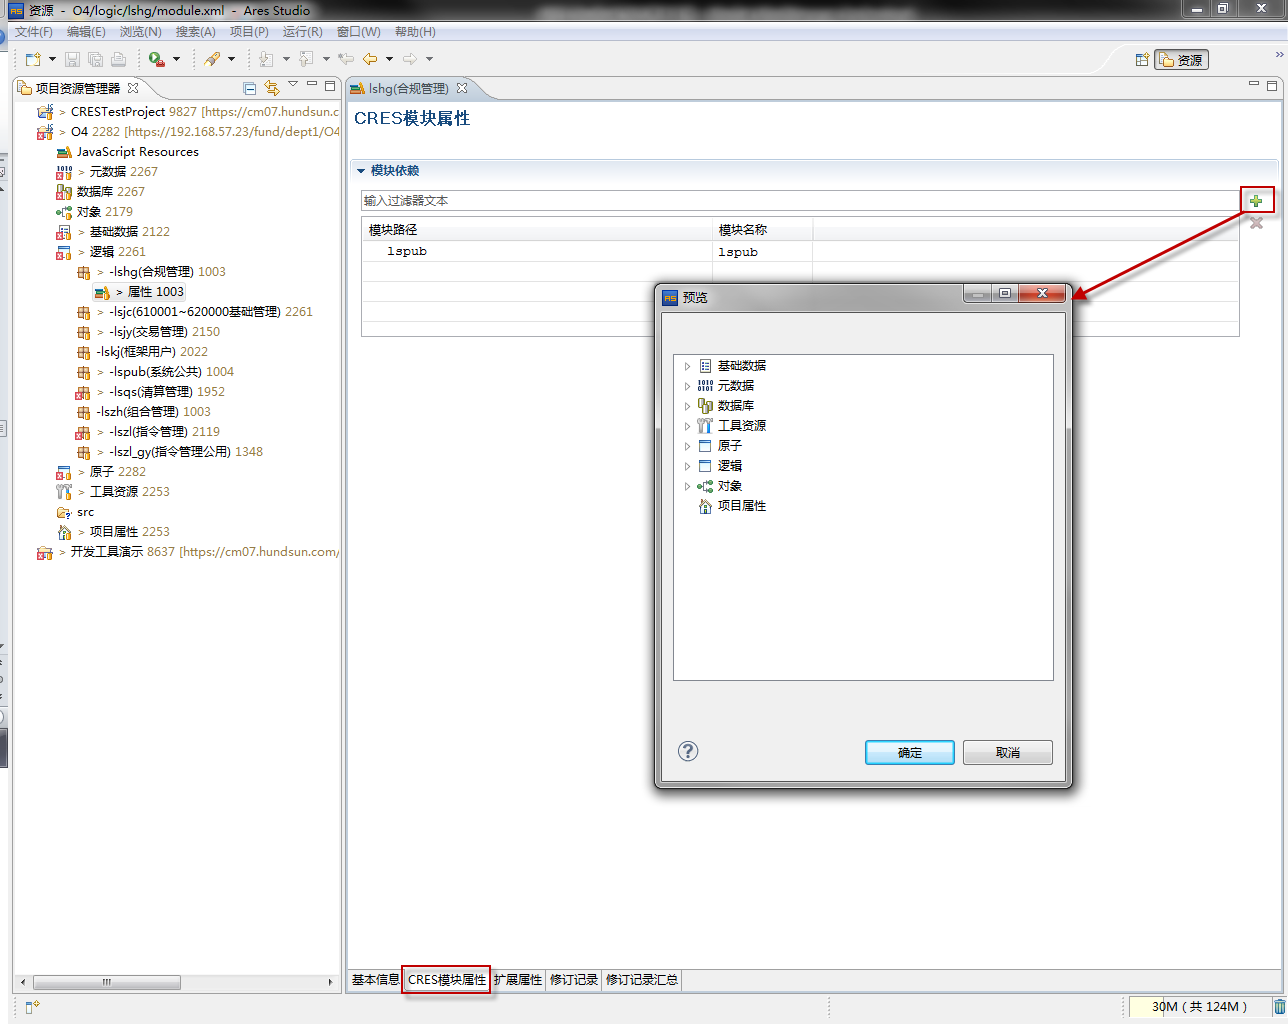 资源 - O4/logic/lshg/module.xml - Ares Studio
文件(F) 编辑(E) 浏览(N) 搜索(A) 项目(P) 运行(R) 窗口(W) 帮助(H)
资源
项目资源管理器
> CRESTestProject 9827 [https://cm07.hundsun.c
> O4 2282 [https://192.168.57.23/fund/dept1/O4
JavaScript Resources
> 元数据 2267
数据库 2267
对象 2179
> 基础数据 2122
> 逻辑 2261
> -lshg(合规管理) 1003
> 属性 1003
> -lsjc(610001~620000基础管理) 2261
> -lsjy(交易管理) 2150
-lskj(框架用户) 2022
> -lspub(系统公共) 1004
> -lsqs(清算管理) 1952
-lszh(组合管理) 1003
> -lszl(指令管理) 2119
> -lszl_gy(指令管理公用) 1348
> 原子 2282
> 工具资源 2253
src
> 项目属性 2253
> 开发工具演示 8637 [https://cm07.hundsun.com/
lshg(合规管理)
CRES模块属性
模块依赖
输入过滤器文本
模块路径 模块名称
lspub lspub
预览
基础数据
元数据
数据库
工具资源
原子
逻辑
对象
项目属性
确定 取消
基本信息 CRES模块属性 扩展属性 修订记录 修订记录汇总
30M ( 共 124M )